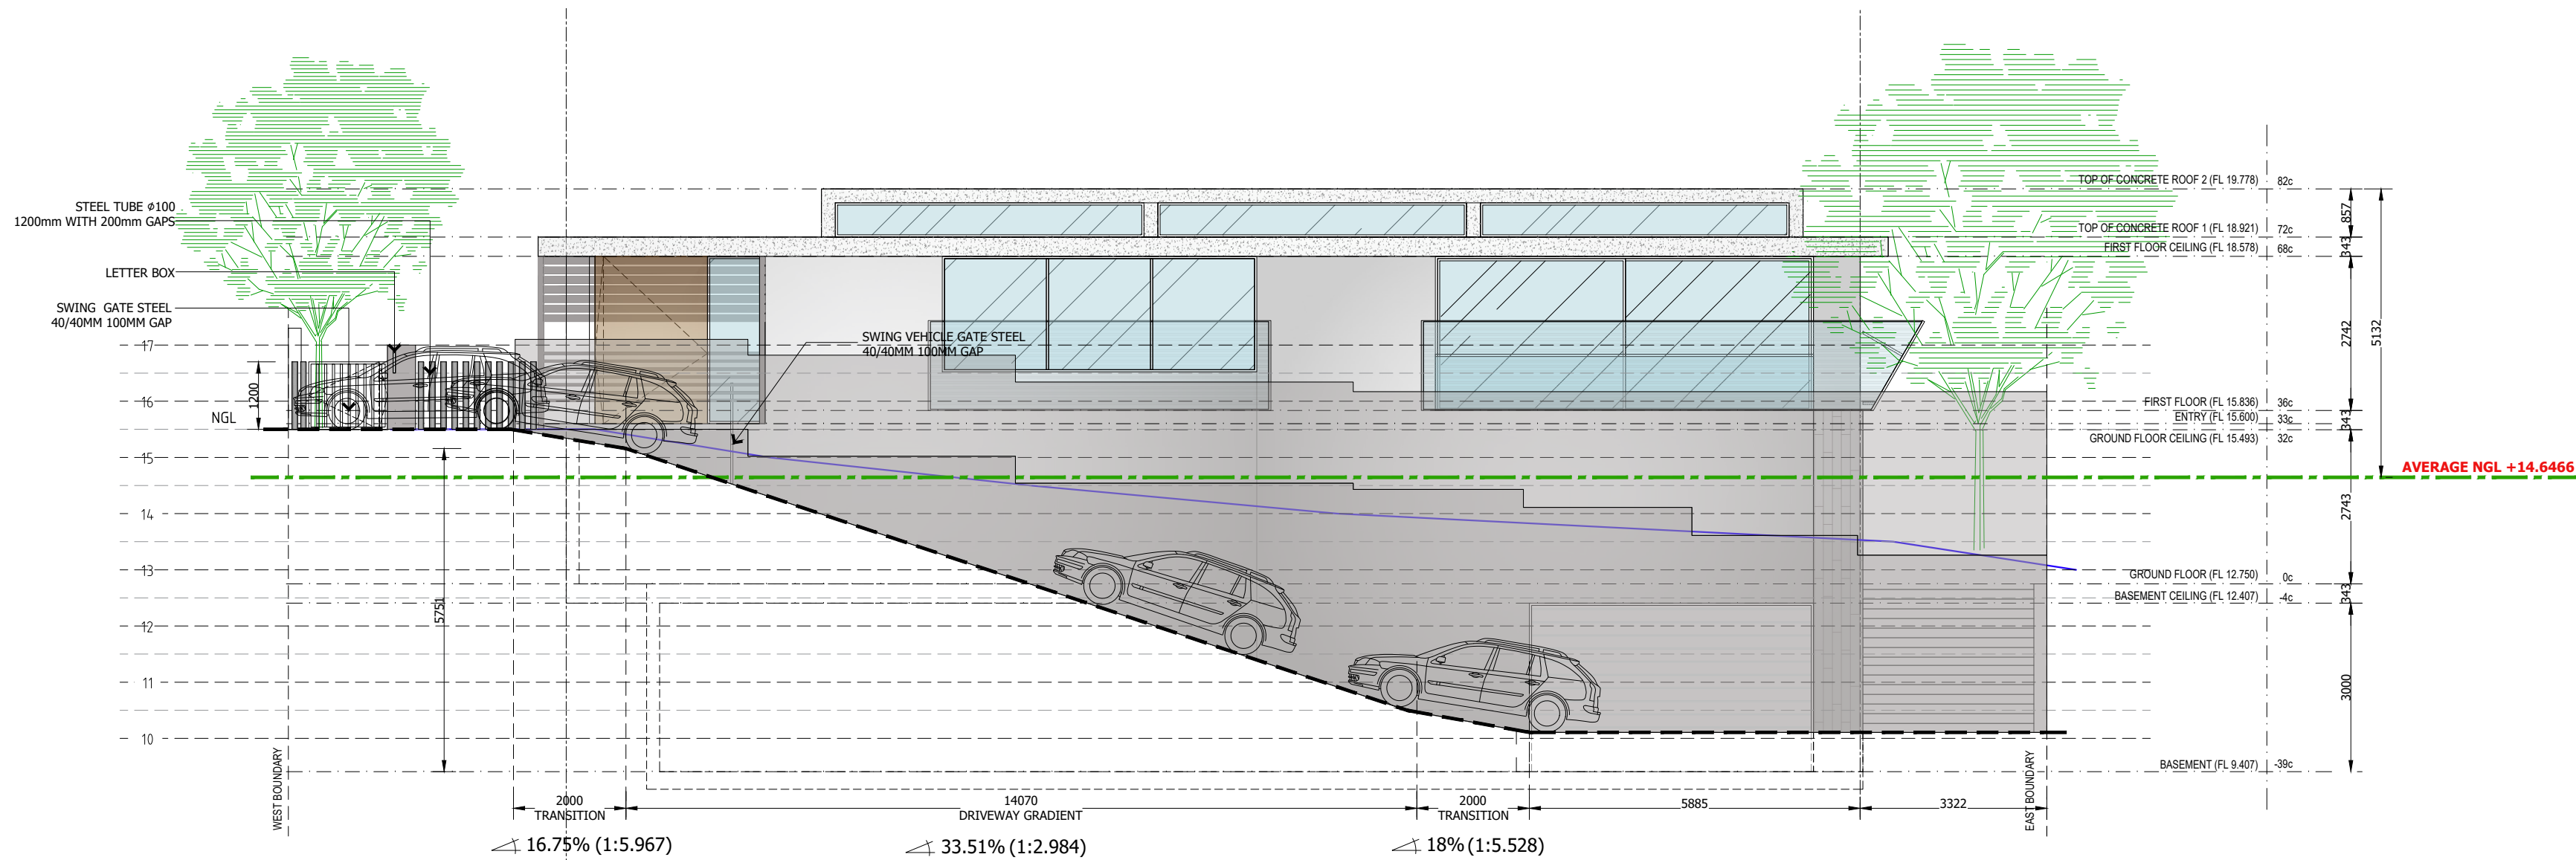 STEEL TUBE ø100
1200mm WITH 200mm GAPS
LETTER BOX
SWING GATE STEEL
40/40MM 100MM GAP
NGL
1200
17
16
15
14
13
12
11
10
5751
SWING VEHICLE GATE STEEL
40/40MM 100MM GAP
TOP OF CONCRETE ROOF 2 (FL 19.778) 82c
TOP OF CONCRETE ROOF 1 (FL 18.921) 72c
FIRST FLOOR CEILING (FL 18.578) 68c
FIRST FLOOR (FL 15.836) 36c
ENTRY (FL 15.600) 33c
GROUND FLOOR CEILING (FL 15.493) 32c
GROUND FLOOR (FL 12.750) 0c
BASEMENT CEILING (FL 12.407) -4c
BASEMENT (FL 9.407) -39c
857
343
2742
343
2743
343
3000
5132
AVERAGE NGL +14.6466
WEST BOUNDARY
EAST BOUNDARY
2000
TRANSITION
14070
DRIVEWAY GRADIENT
2000
TRANSITION
5885
3322
16.75% (1:5.967)
33.51% (1:2.984)
18% (1:5.528)